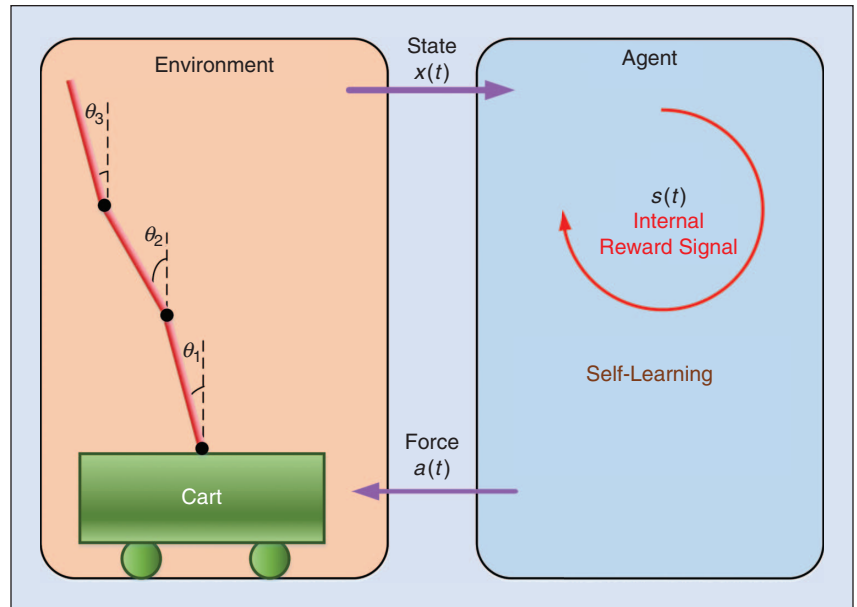 Environment
θ3
θ2
θ1
Cart
State
x(t)
Force
a(t)
Agent
s(t)
Internal
Reward Signal
Self-Learning